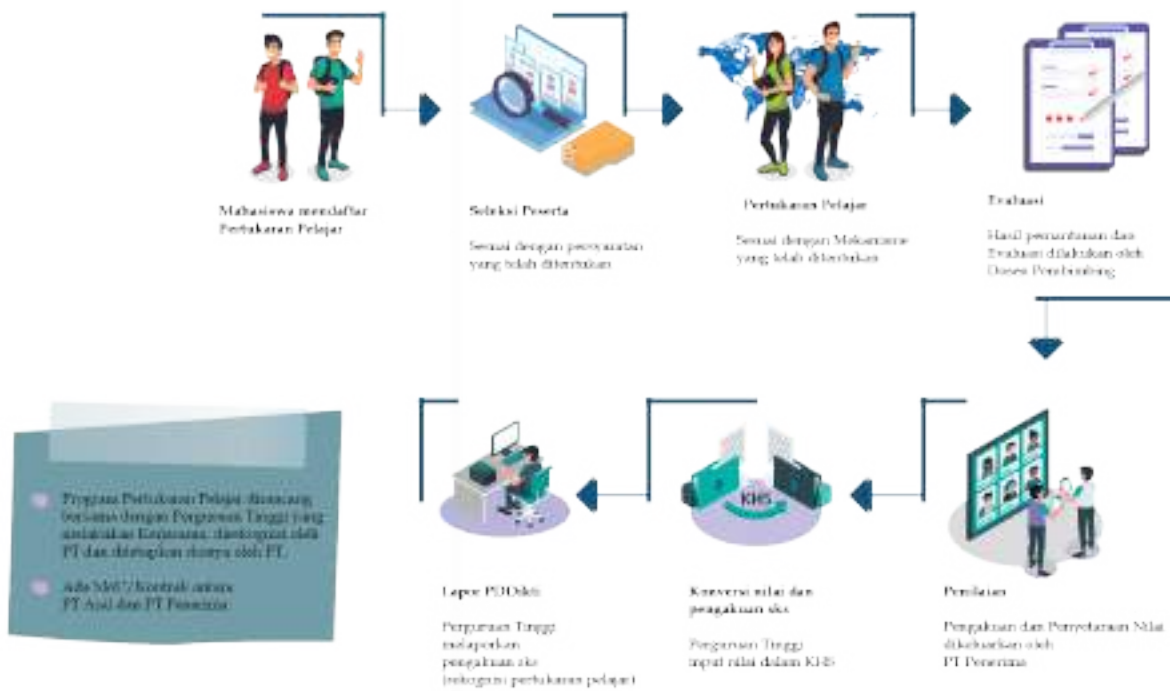 Mahasiswa mendaftar
Pertukaran Pelajar
Seleksi Peserta
Sesuai dengan persyaratan
yang telah ditentukan
Pertukaran Pelajar
Sesuai dengan Mekanisme
yang telah ditentukan
Evaluasi
Hasil pemantauan dan
Evaluasi dilakukan oleh
Dosen Pembimbing
Penilaian
Pengakuan dan Penyetaraan Nilai
dikeluarkan oleh
PT Penerima
KHS
Konversi nilai dan
pengakuan sks
Perguruan Tinggi
input nilai dalam KHS
Lapor PDDikti
Perguruan Tinggi
melaporkan
pengakuan sks
(rekognisi pertukaran pelajar)
Program Pertukaran Pelajar dirancang
bersama dengan Perguruan Tinggi yang
melakukan Kerjasama, direkognisi oleh
PT dan ditetapkan oleh PT.
Ada MoU/Kontrak antara
PT Asal dan PT Penerima